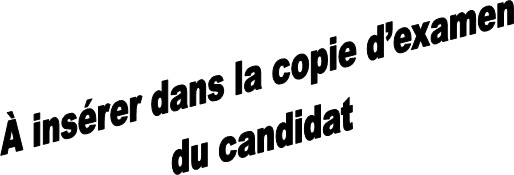 À insérer dans la copie d’examen
du candidat